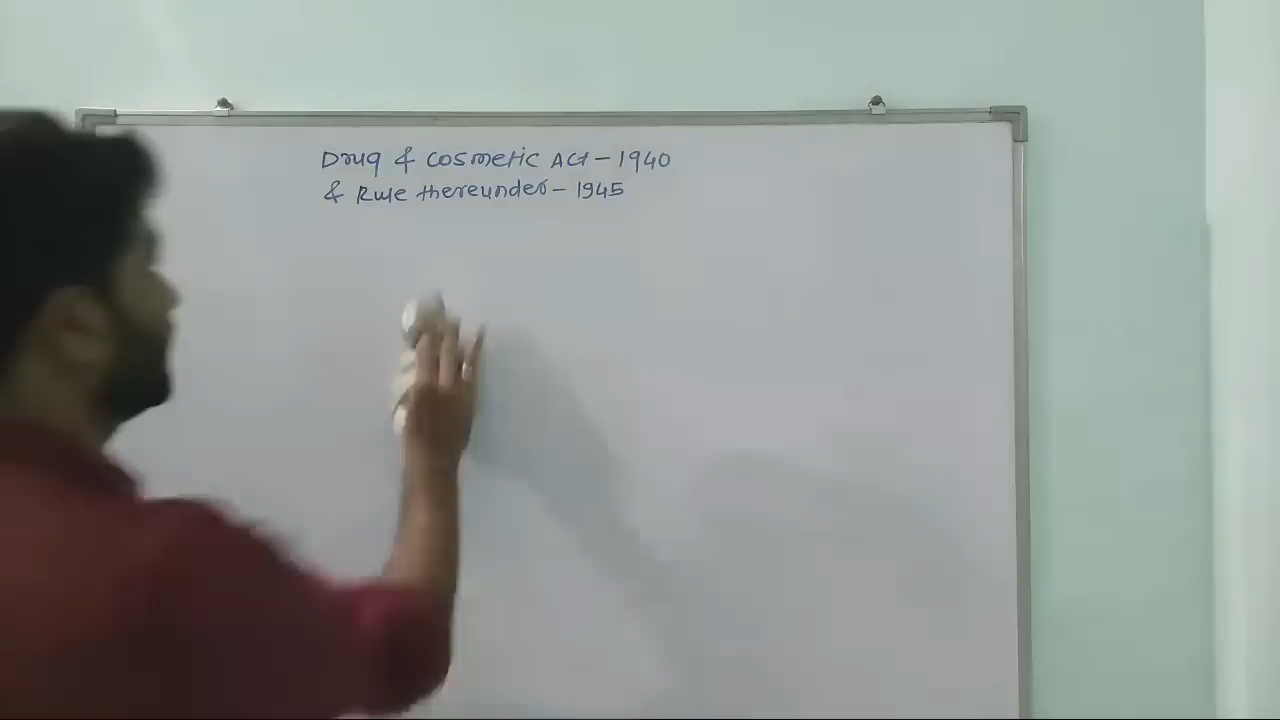 Drug & Cosmetic Act - 1940
& Rule thereunder - 1945